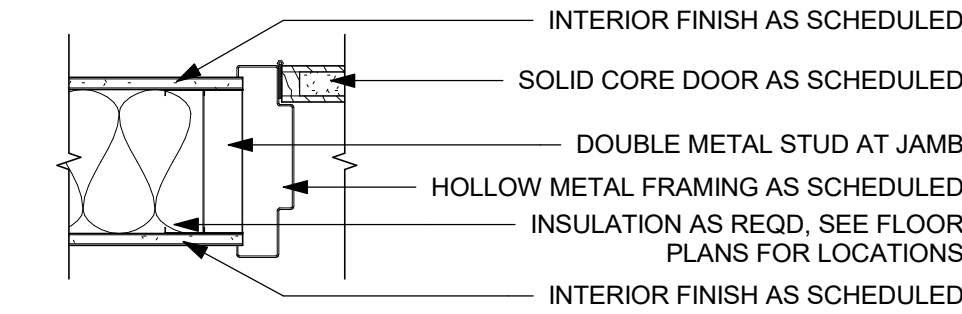 INTERIOR FINISH AS SCHEDULED
SOLID CORE DOOR AS SCHEDULED
DOUBLE METAL STUD AT JAMB
HOLLOW METAL FRAMING AS SCHEDULED
INSULATION AS REQD, SEE FLOOR
PLANS FOR LOCATIONS
INTERIOR FINISH AS SCHEDULED